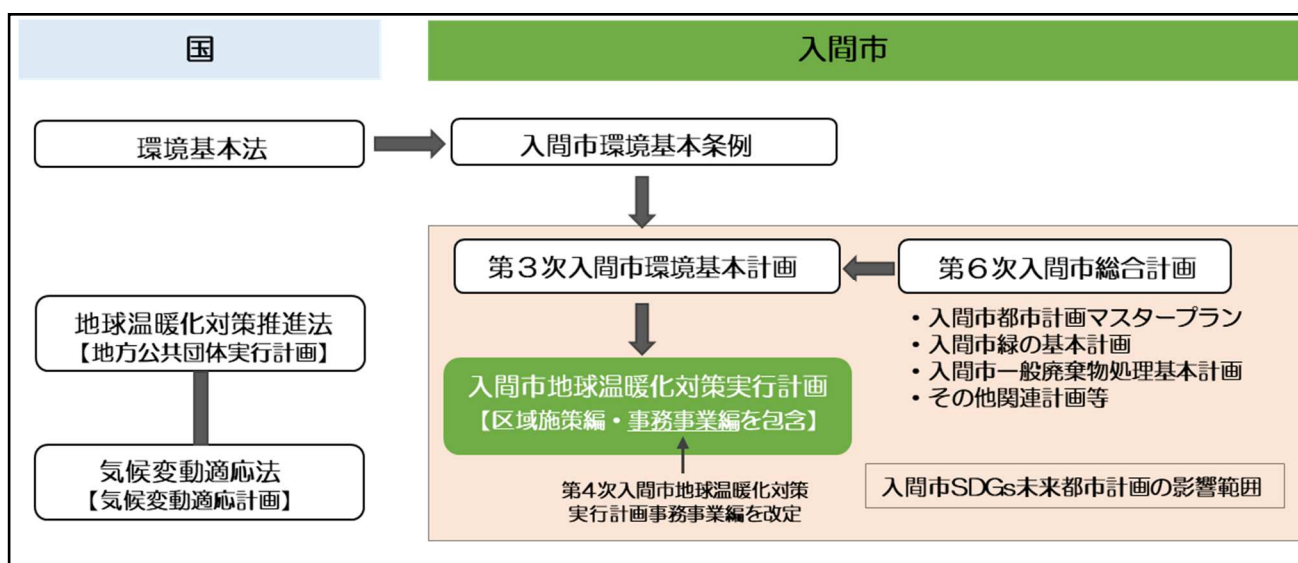 国
入間市
環境基本法
入間市環境基本条例
第3次入間市環境基本計画
第6次入間市総合計画
・入間市都市計画マスタープラン
・入間市緑の基本計画
・入間市一般廃棄物処理基本計画
・その他関連計画等
地球温暖化対策推進法
【地方公共団体実行計画】
入間市地球温暖化対策実行計画
【区域施策編・事務事業編を包含】
気候変動適応法
【気候変動適応計画】
第4次入間市地球温暖化対策
実行計画事務事業編を改定
入間市SDGs未来都市計画の影響範囲